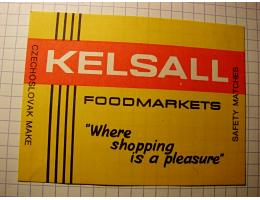 CZECHOSLOVAK MAKE
KELSALL
FOODMARKETS
"Where
shopping
is a pleasure"
SAFETY MATCHES